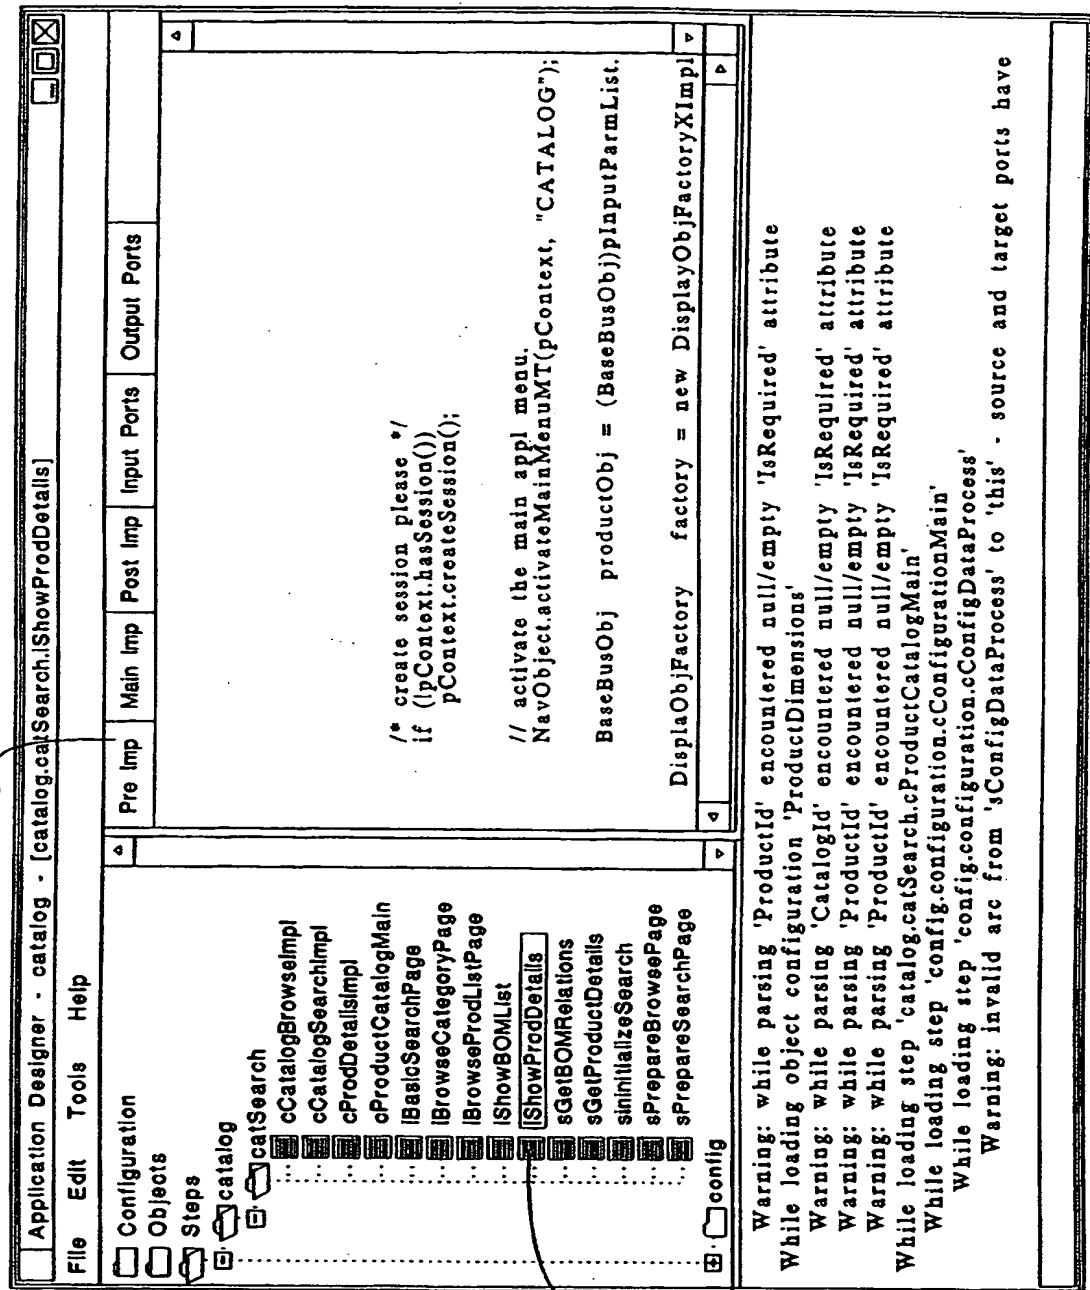 Application Designer - catalog - [catalog.catSearch.IShowProdDetails]
File Edit Tools Help
Configuration
Objects
Steps
catalog
catSearch
cCatalogBrowseImpl
cCatalogSearchImpl
cProdDetailsImpl
cProductCatalogMain
IBasicSearchPage
IBrowseCategoryPage
IBrowseProdListPage
IShowBOMList
IShowProdDetails
sGetBOMRelations
sGetProductDetails
sInitializeSearch
sPrepareBrowsePage
sPrepareSearchPage
config
Pre Imp Main Imp Post Imp Input Ports Output Ports
/* create session please */
if (!pContext.hasSession())
pContext.createSession();
// activate the main appl menu.
NavObject.activateMainMenuMT(pContext, "CATALOG");
BaseBusObj productObj = (BaseBusObj)pInputParmList.
DisplaObjFactory factory = new DisplayObjFactoryXImpl
Warning: while parsing 'ProductId' encountered null/empty 'IsRequired' attribute
While loading object configuration 'ProductDimensions'
Warning: while parsing 'CatalogId' encountered null/empty 'IsRequired' attribute
Warning: while parsing 'ProductId' encountered null/empty 'IsRequired' attribute
Warning: while parsing 'ProductId' encountered null/empty 'IsRequired' attribute
While loading step 'catalog.catSearch.cProductCatalogMain'
While loading step 'config.configuration.cConfigurationMain'
While loading step 'config.configuration.cConfigDataProcess'
Warning: invalid arc from 'sConfigDataProcess' to 'this' - source and target ports have